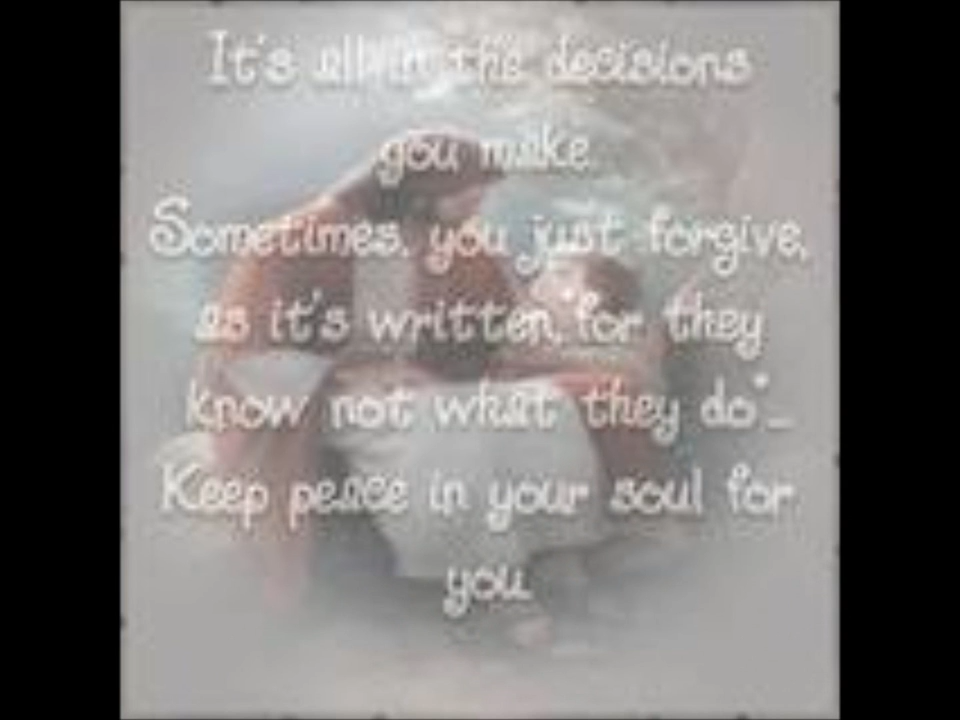 It's all in the decisions
you make.
Sometimes, you just forgive,
as it's written, "for they
know not what they do"...
Keep peace in your soul for
you.